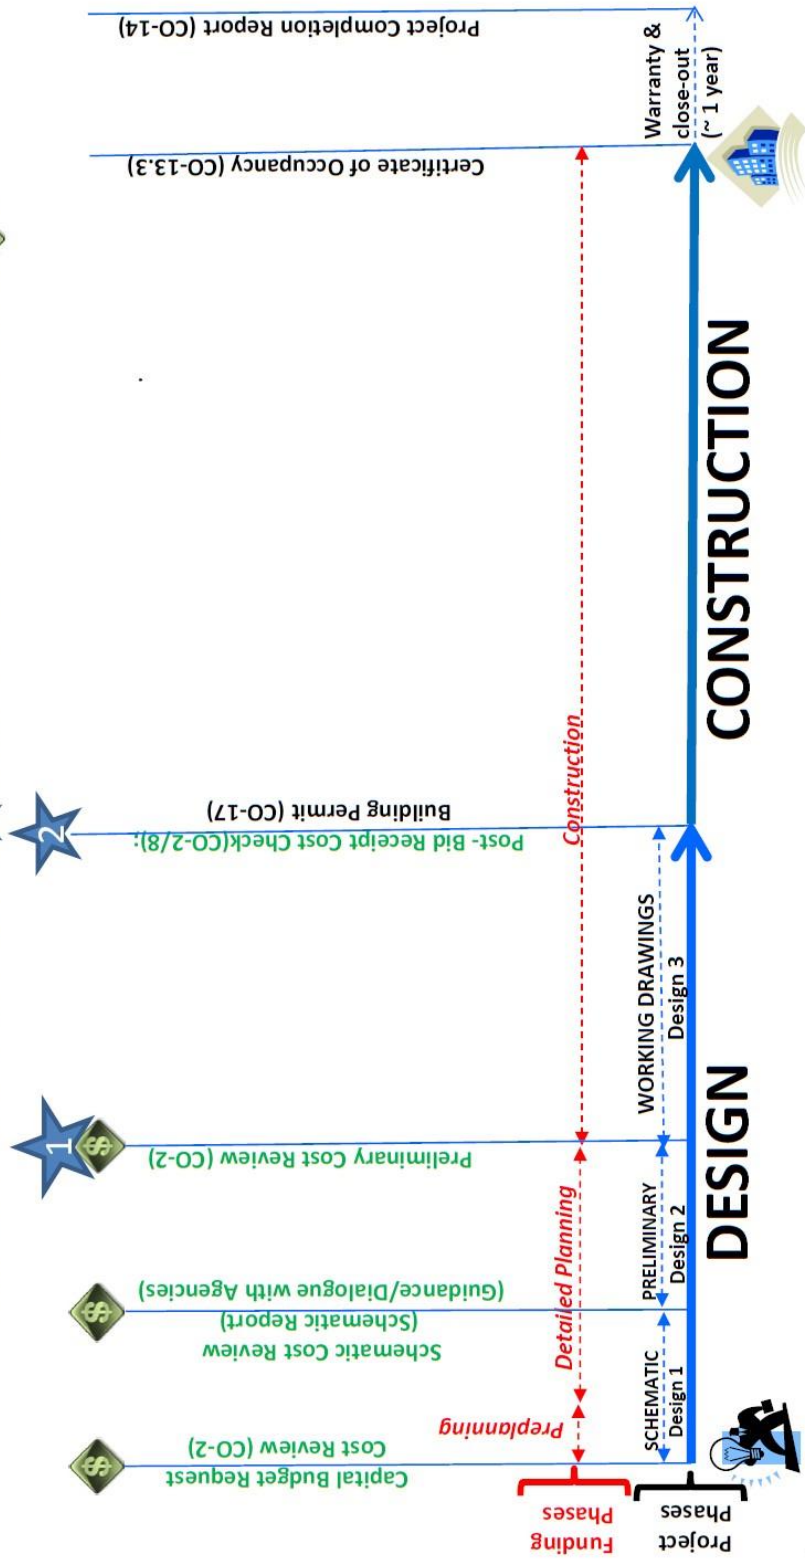 Capital Budget Request
Cost Review (CO-2)
Schematic Cost Review
(Schematic Report)
(Guidance/Dialogue with Agencies)
Preliminary Cost Review (CO-2)
Post- Bid Receipt Cost Check(CO-2/8);
Building Permit (CO-17)
Certificate of Occupancy (CO-13.3)
Project Completion Report (CO-14)
$
$
1
$
2
Funding
Phases
Preplanning
Detailed Planning
Construction
Project
Phases
SCHEMATIC
Design 1
PRELIMINARY
Design 2
WORKING DRAWINGS
Design 3
Warranty &
close-out
(~ 1 year)
DESIGN
CONSTRUCTION